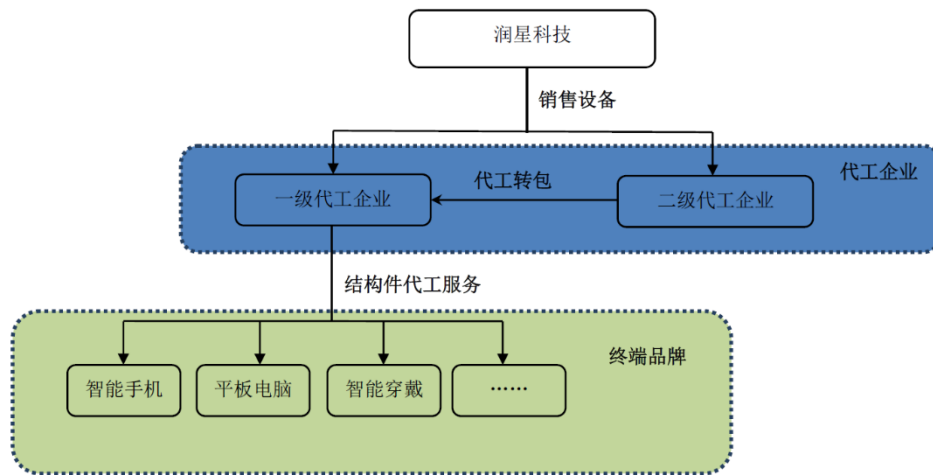 润星科技
销售设备
代工企业
代工转包
一级代工企业
二级代工企业
结构件代工服务
终端品牌
智能手机
平板电脑
智能穿戴
……